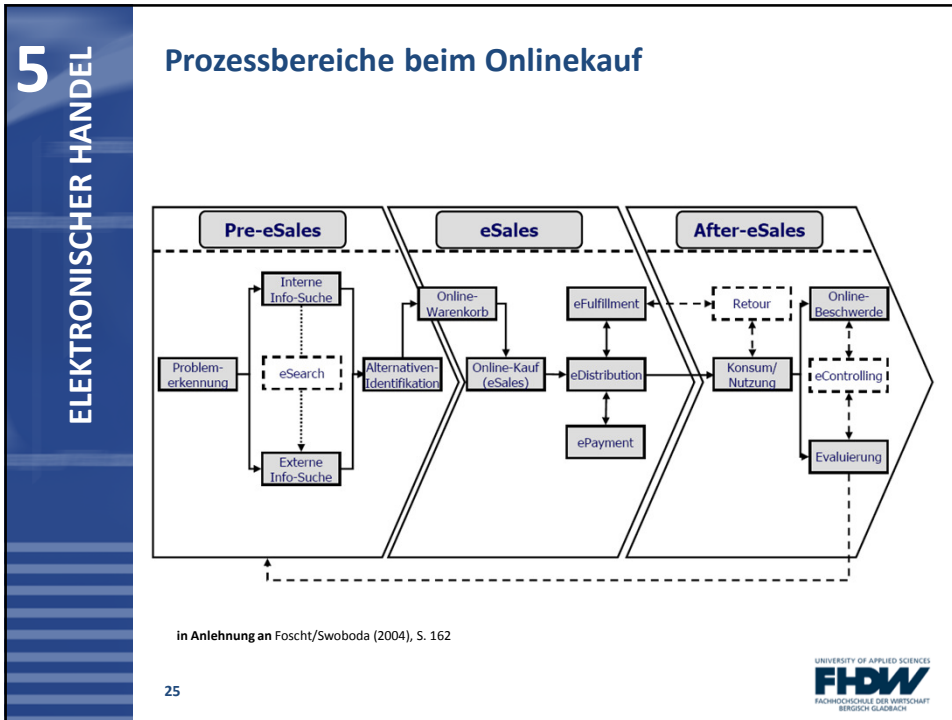 5
ELEKTRONISCHER HANDEL
Prozessbereiche beim Onlinekauf
Pre-eSales
eSales
After-eSales
Problem-
erkennung
Interne
Info-Suche
eSearch
Externe
Info-Suche
Alternativen-
Identifikation
Online-
Warenkorb
Online-Kauf
(eSales)
eFulfillment
eDistribution
ePayment
Retour
Konsum/
Nutzung
Online-
Beschwerde
eControlling
Evaluierung
in Anlehnung an Foscht/Swoboda (2004), S. 162
25
UNIVERSITY OF APPLIED SCIENCES
FHDW
FACHHOCHSCHULE DER WIRTSCHAFT
BERGISCH GLADBACH